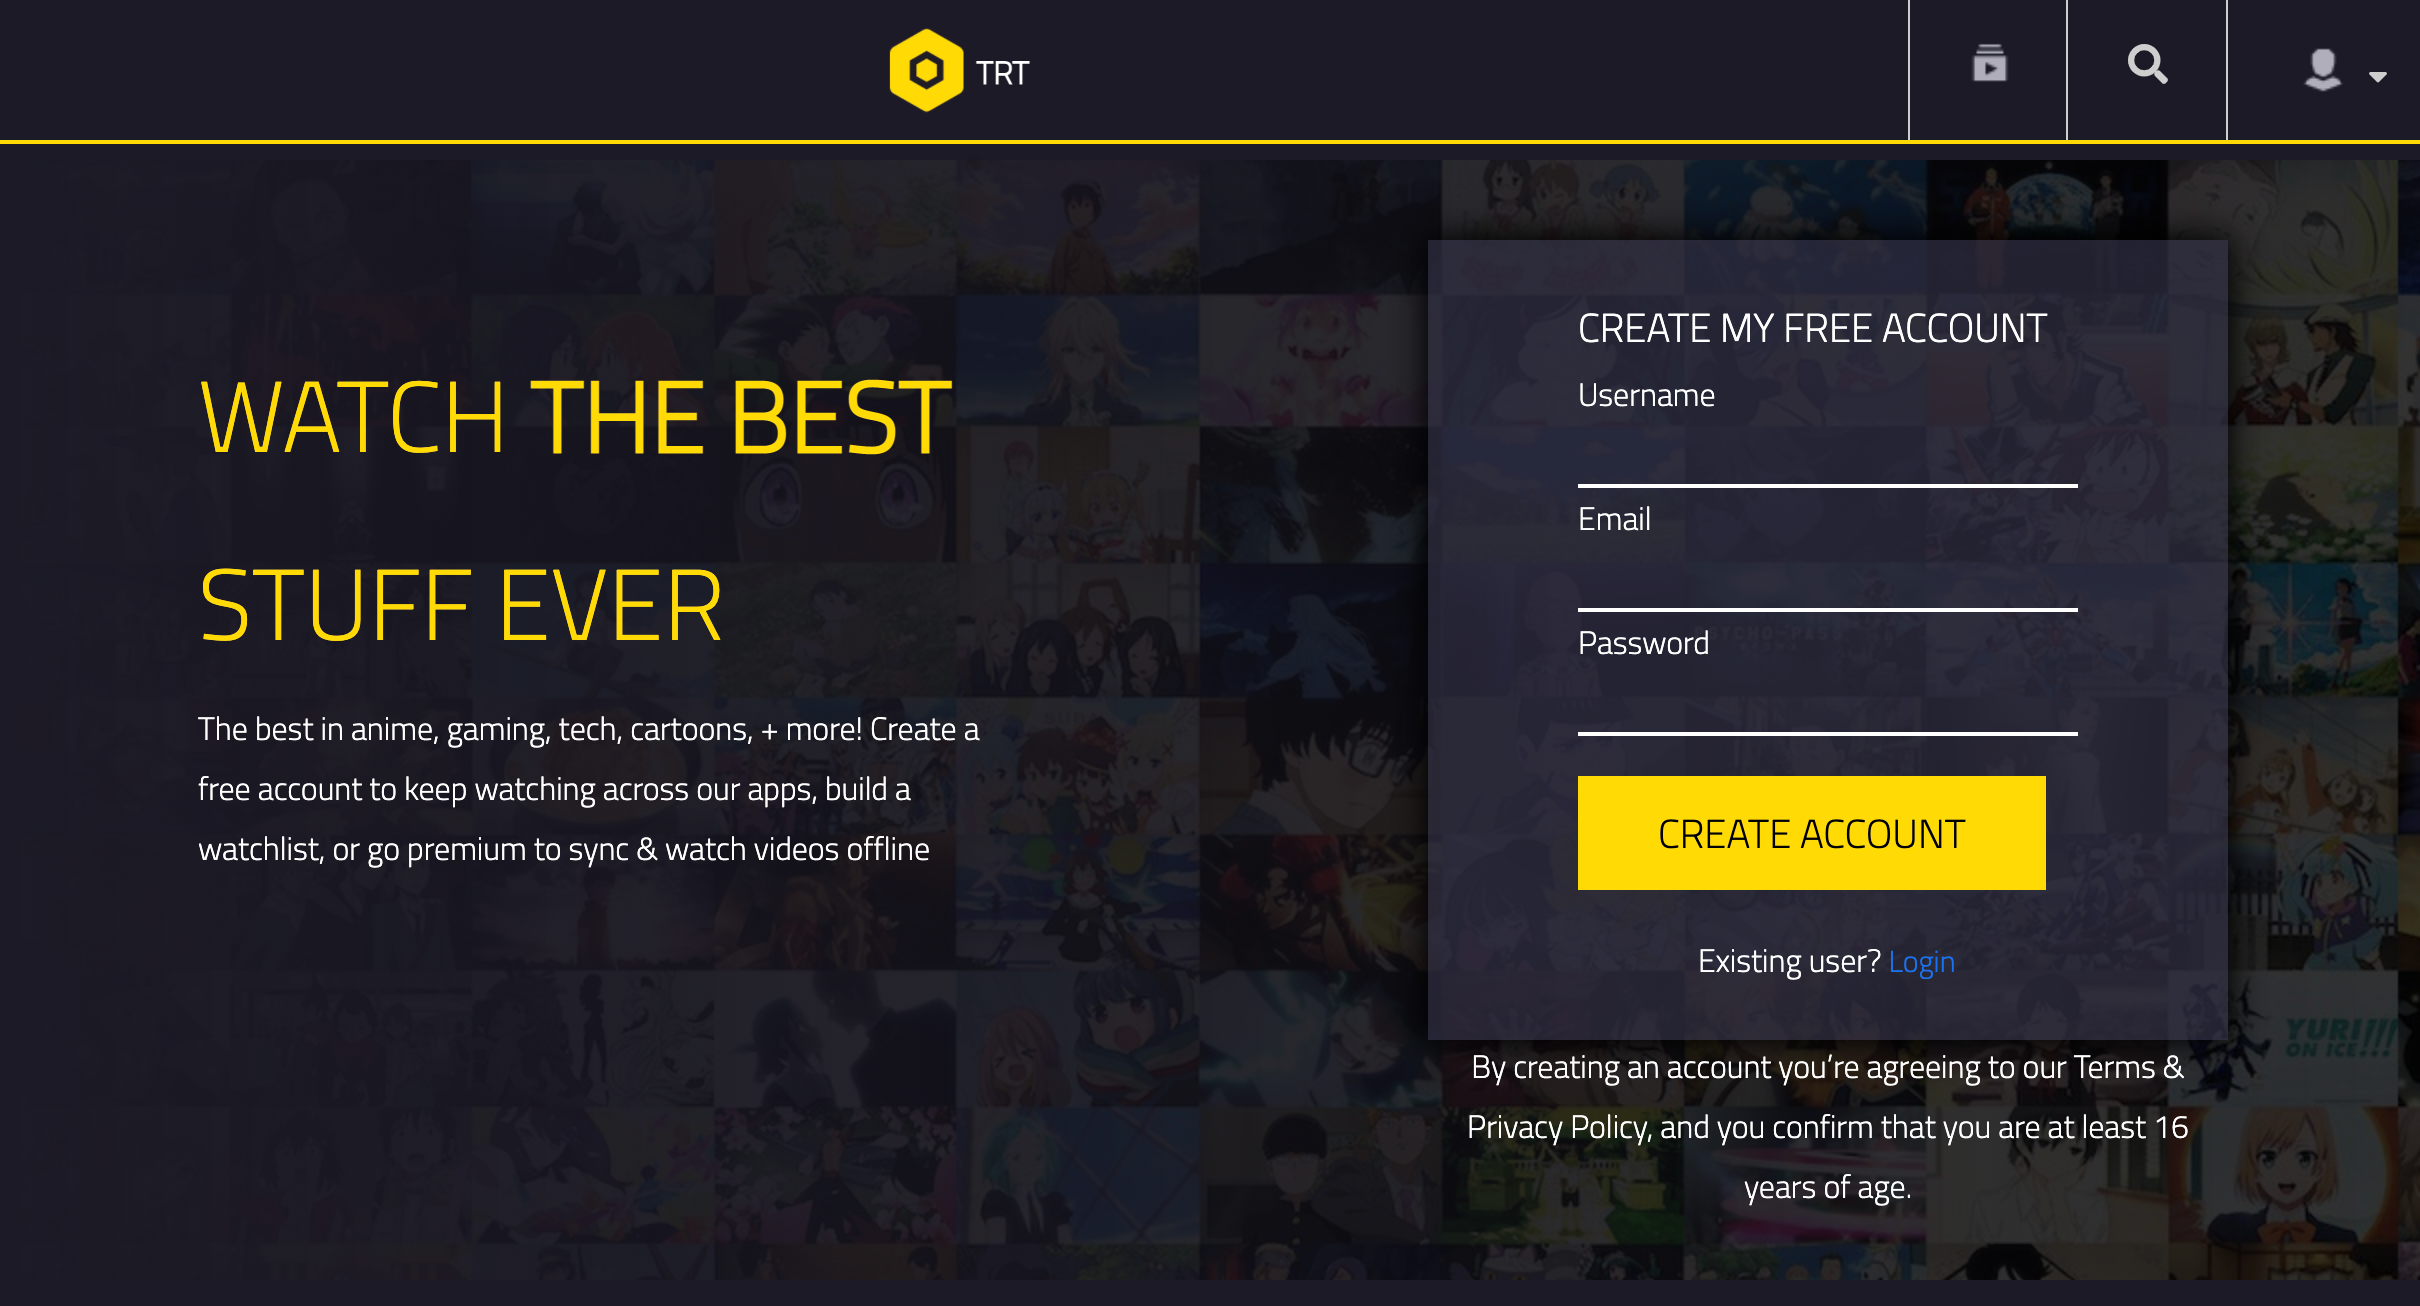 TRT
WATCH THE BEST
STUFF EVER
The best in anime, gaming, tech, cartoons, + more! Create a
free account to keep watching across our apps, build a
watchlist, or go premium to sync & watch videos offline
CREATE MY FREE ACCOUNT
Username
Email
Password
CREATE ACCOUNT
Existing user? Login
By creating an account you’re agreeing to our Terms &
Privacy Policy, and you confirm that you are at least 16
years of age.
YURI!!!
ON ICE!!!